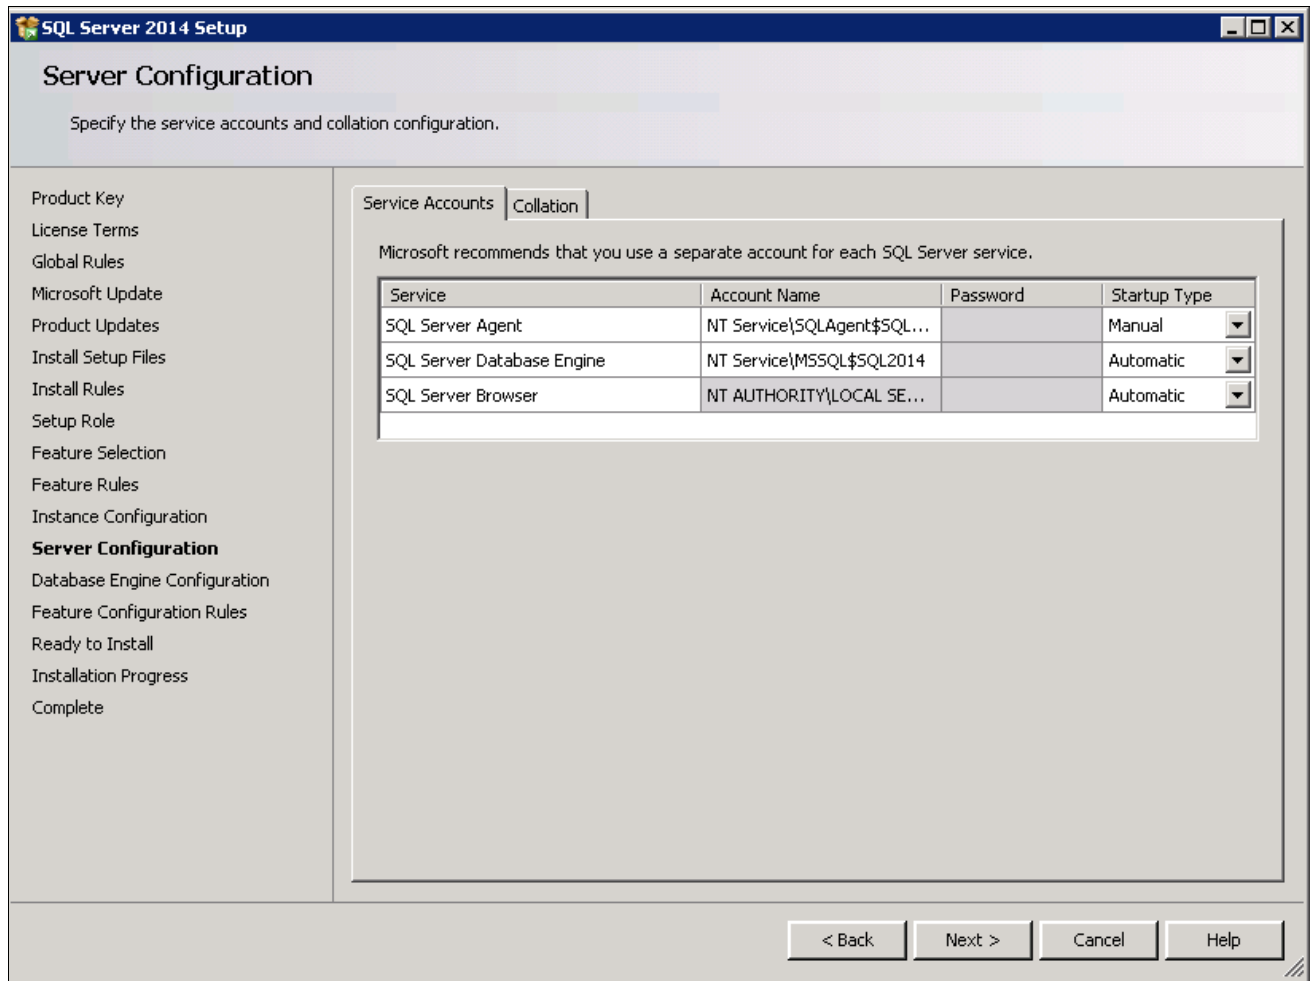 SQL Server 2014 Setup
Server Configuration
Specify the service accounts and collation configuration.
Product Key
License Terms
Global Rules
Microsoft Update
Product Updates
Install Setup Files
Install Rules
Setup Role
Feature Selection
Feature Rules
Instance Configuration
Server Configuration
Database Engine Configuration
Feature Configuration Rules
Ready to Install
Installation Progress
Complete
Service Accounts Collation
Microsoft recommends that you use a separate account for each SQL Server service.
Service Account Name Password Startup Type
SQL Server Agent NT Service\SQLAgent$SQL... Manual
SQL Server Database Engine NT Service\MSSQL$SQL2014 Automatic
SQL Server Browser NT AUTHORITY\LOCAL SE... Automatic
< Back Next > Cancel Help